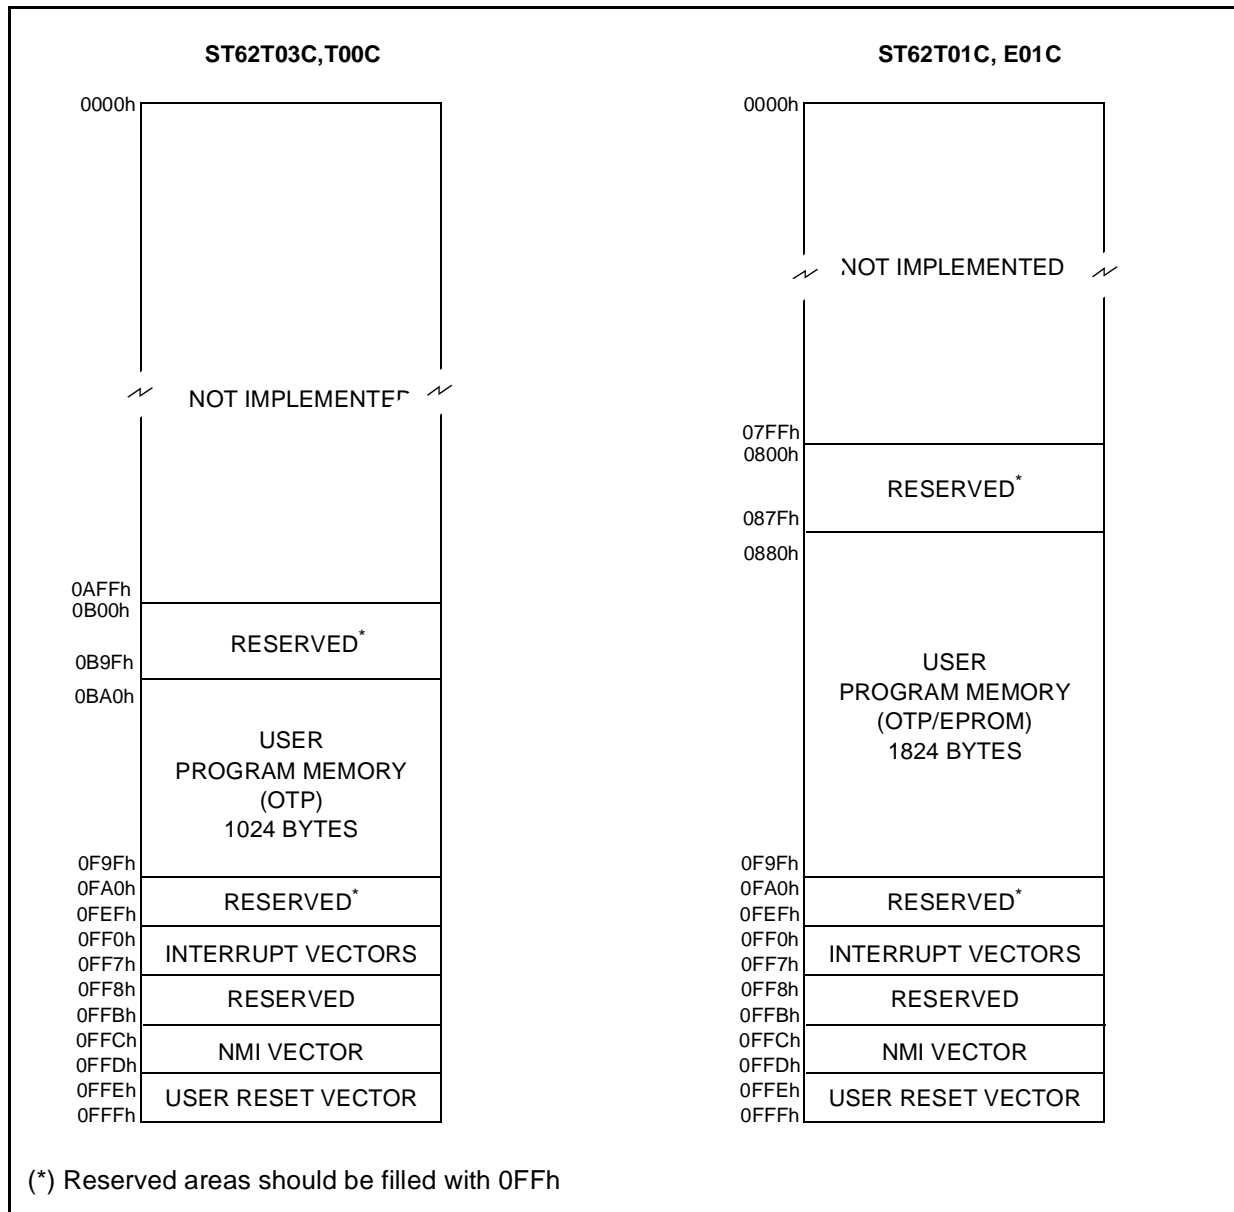 ST62T03C,T00C
0000h
NOT IMPLEMENTED
0AFFh
0B00h
RESERVED*
0B9Fh
0BA0h
USER
PROGRAM MEMORY
(OTP)
1024 BYTES
0F9Fh
0FA0h
RESERVED*
0FEFh
0FF0h
INTERRUPT VECTORS
0FF7h
0FF8h
RESERVED
0FFBh
0FFCh
NMI VECTOR
0FFDh
0FFEh
USER RESET VECTOR
0FFFh
ST62T01C, E01C
0000h
NOT IMPLEMENTED
07FFh
0800h
RESERVED*
087Fh
0880h
USER
PROGRAM MEMORY
(OTP/EPROM)
1824 BYTES
0F9Fh
0FA0h
RESERVED*
0FEFh
0FF0h
INTERRUPT VECTORS
0FF7h
0FF8h
RESERVED
0FFBh
0FFCh
NMI VECTOR
0FFDh
0FFEh
USER RESET VECTOR
0FFFh
(*) Reserved areas should be filled with 0FFh